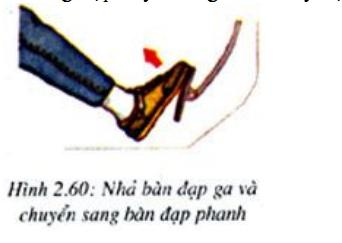 Hình 2.60: Nhả bàn đạp ga và
chuyển sang bàn đạp phanh